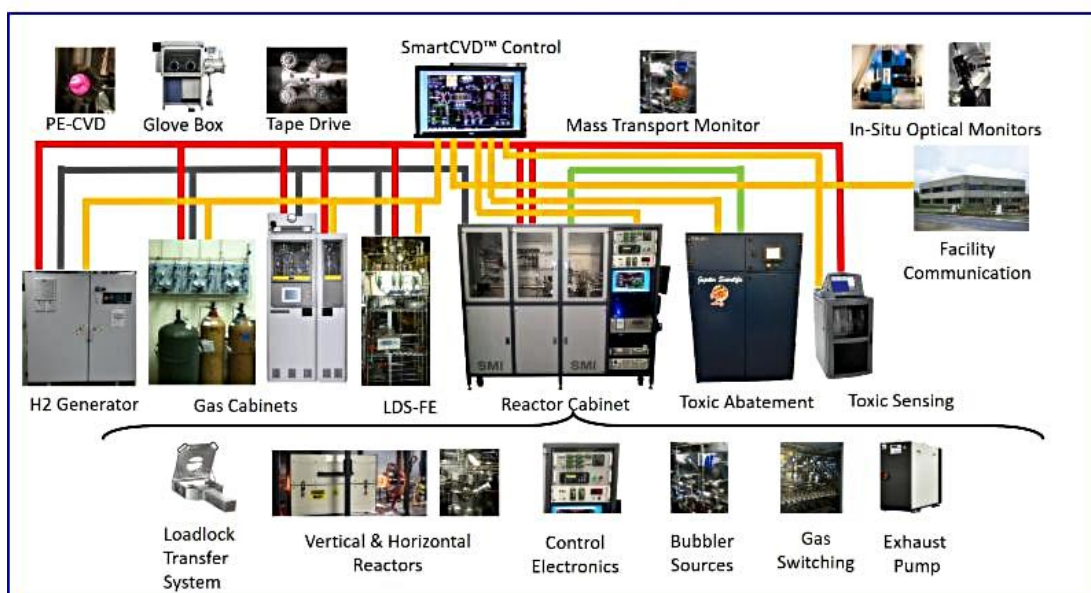 SmartCVD™ Control
PE-CVD
Glove Box
Tape Drive
Mass Transport Monitor
In-Situ Optical Monitors
Facility
Communication
SMI
SMI
H2 Generator
Gas Cabinets
LDS-FE
Reactor Cabinet
Toxic Abatement
Toxic Sensing
Loadlock
Transfer
System
Vertical & Horizontal
Reactors
Control
Electronics
Bubbler
Sources
Gas
Switching
Exhaust
Pump